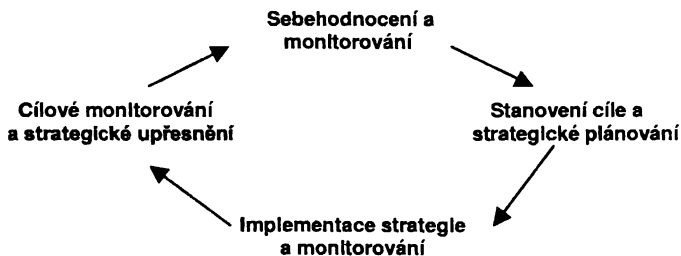 Sebehodnocení a
monitorování
Stanovení cíle a
strategické plánování
Implementace strategie
a monitorování
Cílové monitorování
a strategické upřesnění